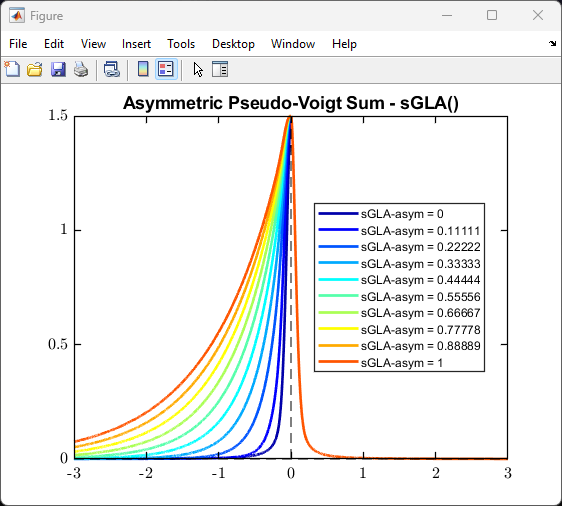 Figure
File Edit View Insert Tools Desktop Window Help
Asymmetric Pseudo-Voigt Sum - sGLA()
1.5
1
0.5
0
sGLA-asym = 0
sGLA-asym = 0.11111
sGLA-asym = 0.22222
sGLA-asym = 0.33333
sGLA-asym = 0.44444
sGLA-asym = 0.55556
sGLA-asym = 0.66667
sGLA-asym = 0.77778
sGLA-asym = 0.88889
sGLA-asym = 1
-3 -2 -1 0 1 2 3